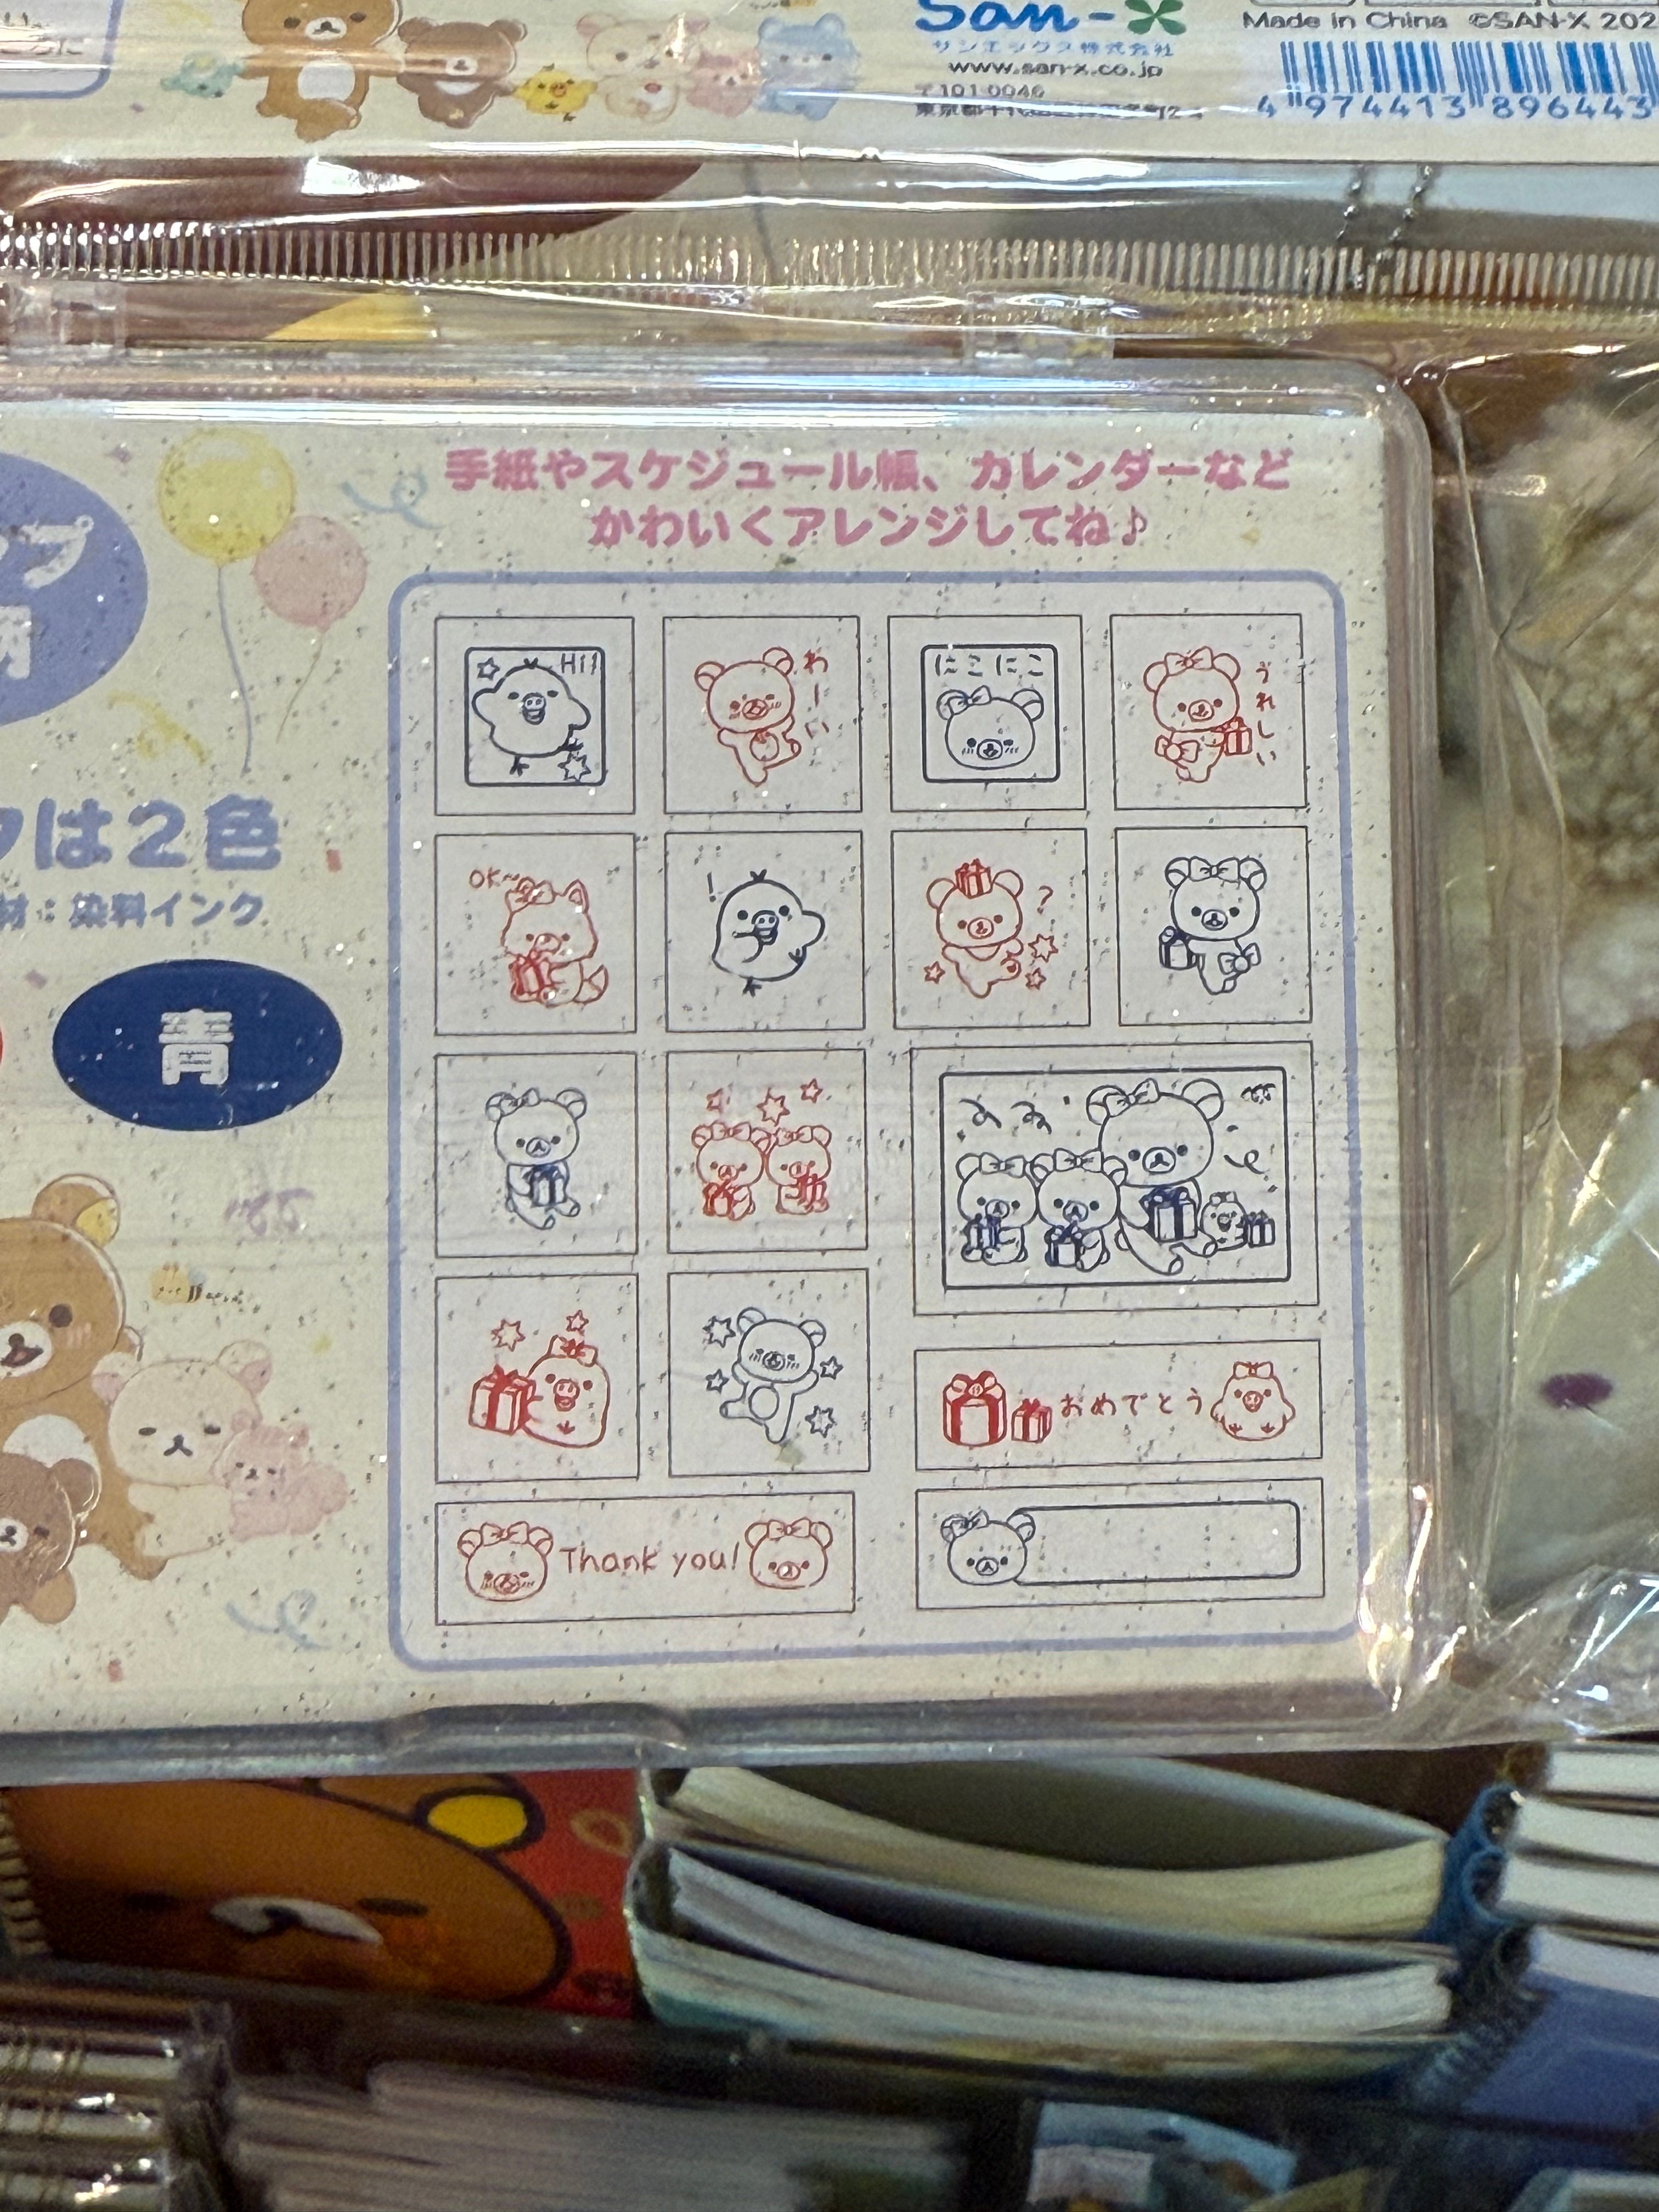 San-X
サンエックス株式会社
www.san-x.co.jp
〒101-0046
Made in China ©SAN-X 202
4 974413 896443
手紙やスケジュール帳、カレンダーなど
かわいくアレンジしてね♪
は2色
材：染料インク
青
Hi!
わーい
にこにこ
うれしい
OK~
!
?
おめでとう
Thank you!